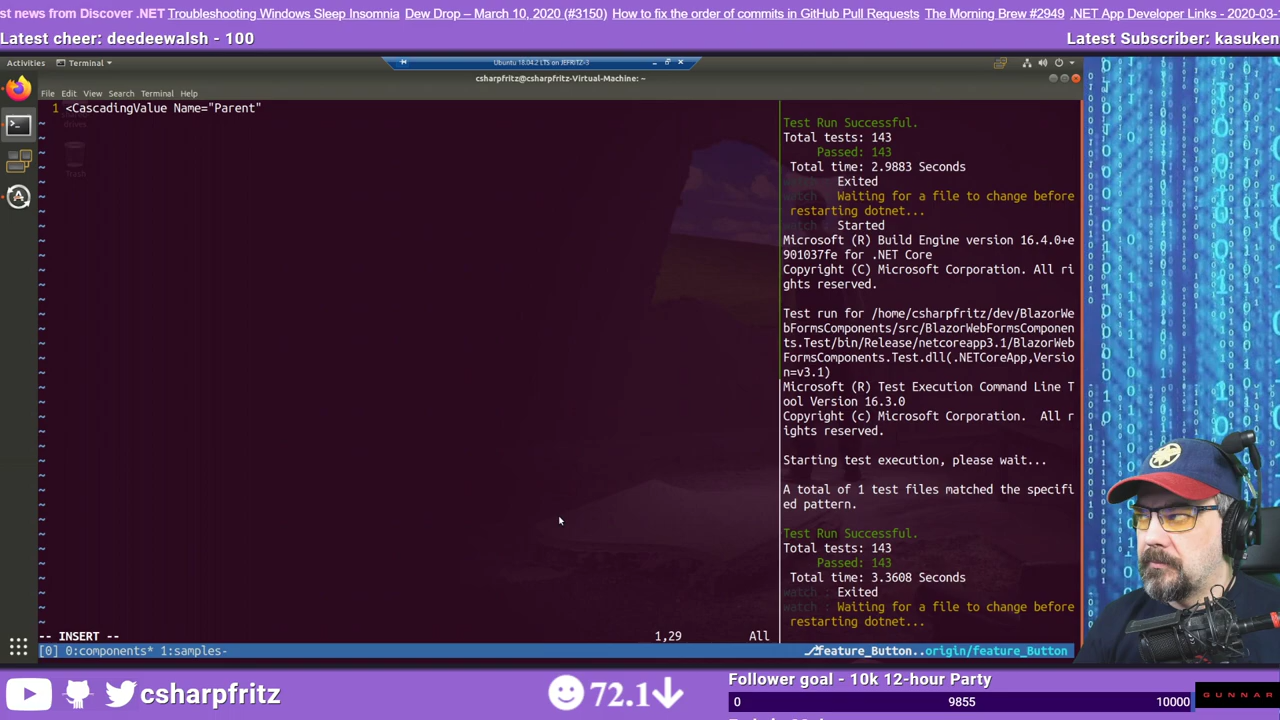 st news from Discover .NET Troubleshooting Windows Sleep Insomnia Dew Drop – March 10, 2020 (#3150) How to fix the order of commits in GitHub Pull Requests The Morning Brew #2949 .NET App Developer Links - 2020-03-
Latest cheer: deedeewalsh - 100
Latest Subscriber: kasuken
Activities
Terminal
Ubuntu 18.04.2 LTS on JEFRITZ-3
csharpfritz@csharpfritz-Virtual-Machine: ~
File Edit View Search Terminal Help
1 <CascadingValue Name="Parent"
~
Trash
-- INSERT --
1,29
All
Test Run Successful.
Total tests: 143
Passed: 143
Total time: 2.9883 Seconds
watch : Exited
watch : Waiting for a file to change before
restarting dotnet...
watch : Started
Microsoft (R) Build Engine version 16.4.0+e
901037fe for .NET Core
Copyright (C) Microsoft Corporation. All ri
ghts reserved.
Test run for /home/csharpfritz/dev/BlazorWe
bFormsComponents/src/BlazorWebFormsComponen
ts.Test/bin/Release/netcoreapp3.1/BlazorWeb
FormsComponents.Test.dll(.NETCoreApp,Versio
n=v3.1)
Microsoft (R) Test Execution Command Line T
ool Version 16.3.0
Copyright (c) Microsoft Corporation.  All r
ights reserved.
Starting test execution, please wait...
A total of 1 test files matched the specifi
ed pattern.
Test Run Successful.
Total tests: 143
Passed: 143
Total time: 3.3608 Seconds
watch : Exited
watch : Waiting for a file to change before
restarting dotnet...
[0] 0:components* 1:samples-
feature_Button..origin/feature_Button
csharpfritz
72.1
Follower goal - 10k 12-hour Party
0
9855
10000
GUNNAR